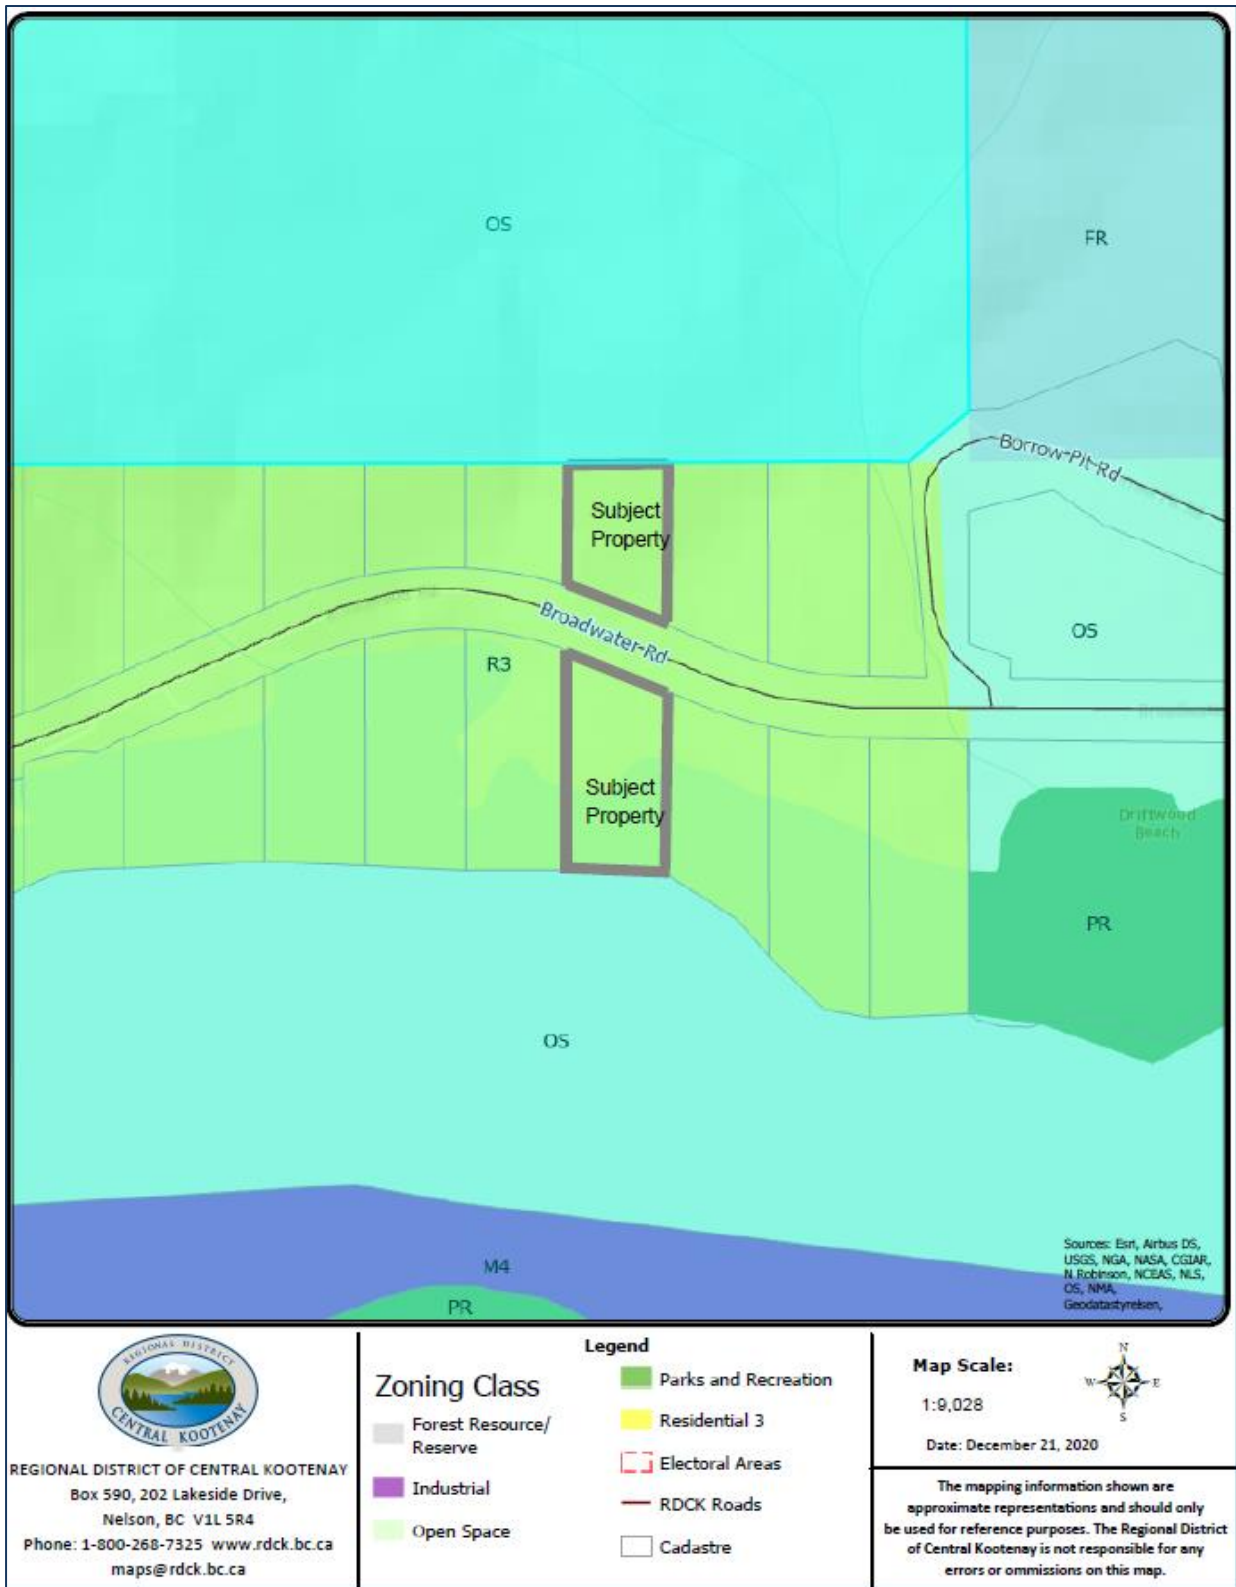 OS
FR
Borrow-Pit-Rd
Subject
Property
Broadwater-Rd
OS
R3
Subject
Property
Driftwood
Beach
PR
OS
M4
PR
Sources: Esri, Airbus DS,
USGS, NGA, NASA, CGIAR,
N Robinson, NCEAS, NLS,
OS, NMA,
Geodatastyrelsen,
REGIONAL DISTRICT
CENTRAL KOOTENAY
REGIONAL DISTRICT OF CENTRAL KOOTENAY
Box 590, 202 Lakeside Drive,
Nelson, BC V1L 5R4
Phone: 1-800-268-7325 www.rdck.bc.ca
maps@rdck.bc.ca
Legend
Zoning Class
Forest Resource/
Reserve
Industrial
Open Space
Parks and Recreation
Residential 3
Electoral Areas
RDCK Roads
Cadastre
Map Scale:
1:9,028
N
W E
S
Date: December 21, 2020
The mapping information shown are
approximate representations and should only
be used for reference purposes. The Regional District
of Central Kootenay is not responsible for any
errors or ommissions on this map.